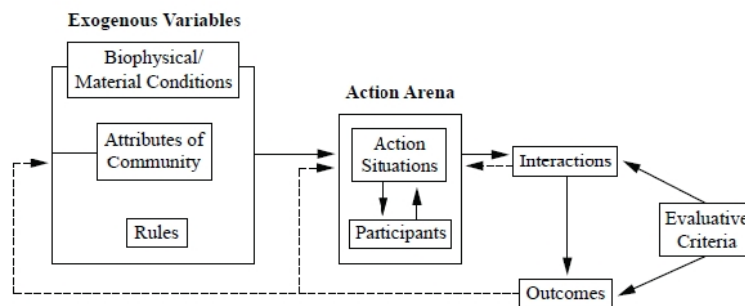 Exogenous Variables
Biophysical/
Material Conditions
Attributes of
Community
Rules
Action Arena
Action
Situations
Participants
Interactions
Outcomes
Evaluative
Criteria